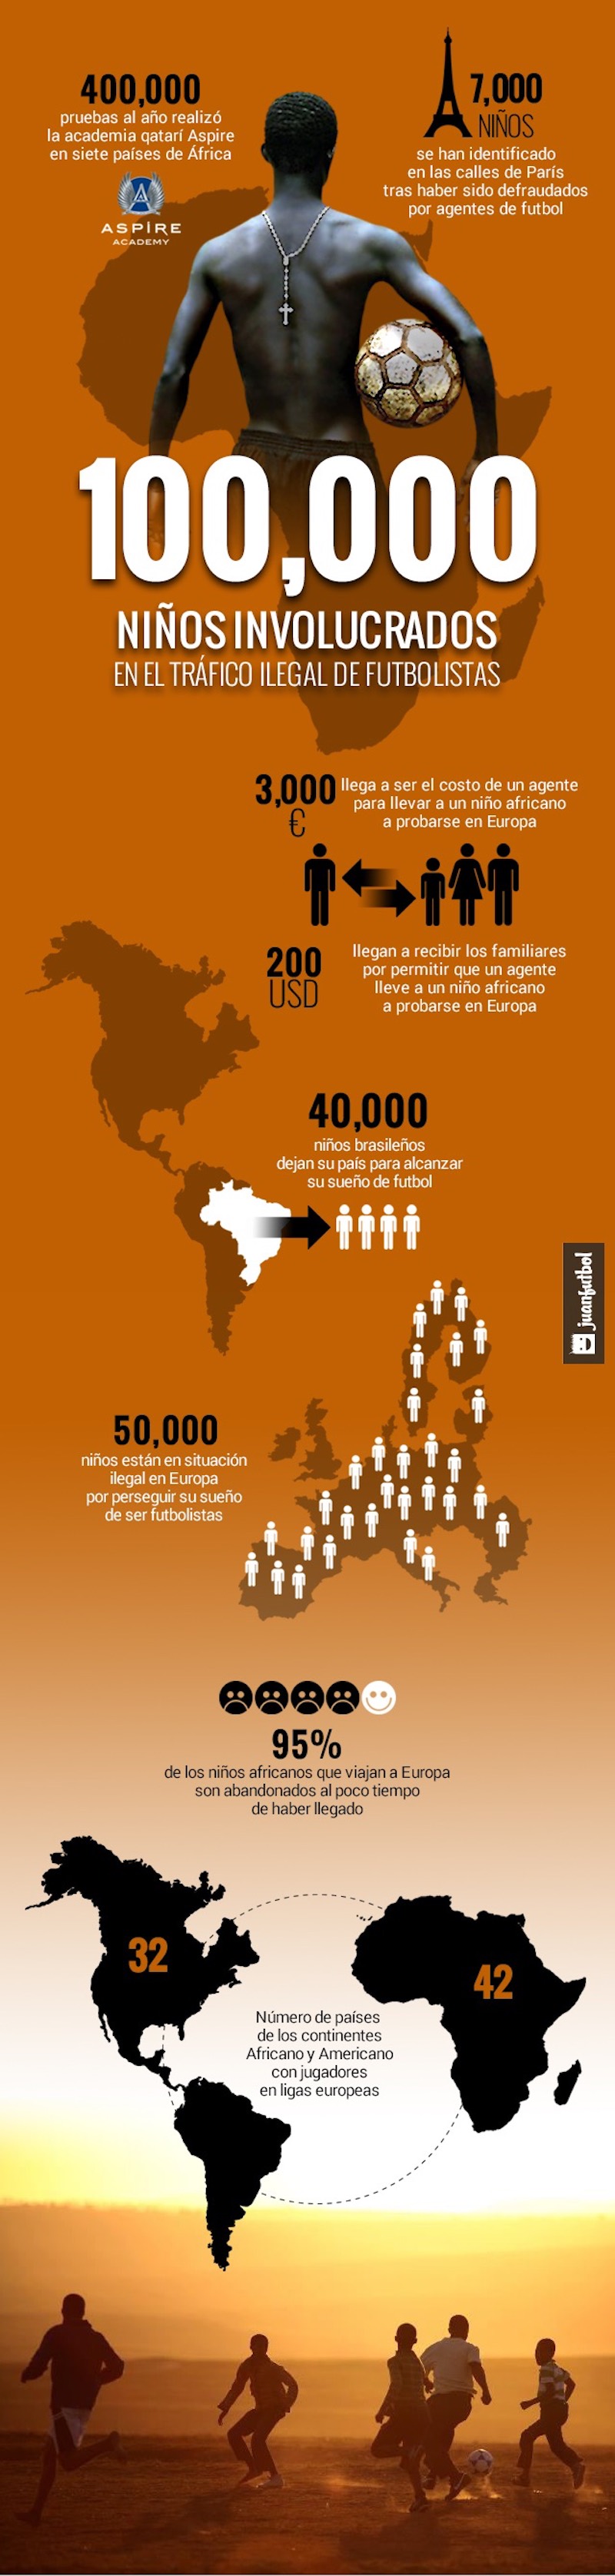 400,000
pruebas al año realizó
la academia qatarí Aspire
en siete países de África
ASPIRE
ACADEMY
7,000
NIÑOS
se han identificado
en las calles de París
tras haber sido defraudados
por agentes de futbol
100,000
NIÑOS INVOLUCRADOS
EN EL TRÁFICO ILEGAL DE FUTBOLISTAS
3,000
€
llega a ser el costo de un agente
para llevar a un niño africano
a probarse en Europa
200
USD
llegan a recibir los familiares
por permitir que un agente
lleve a un niño africano
a probarse en Europa
40,000
niños brasileños
dejan su país para alcanzar
su sueño de futbol
juanfutbol
50,000
niños están en situación
ilegal en Europa
por perseguir su sueño
de ser futbolistas
95%
de los niños africanos que viajan a Europa
son abandonados al poco tiempo
de haber llegado
32
42
Número de países
de los continentes
Africano y Americano
con jugadores
en ligas europeas